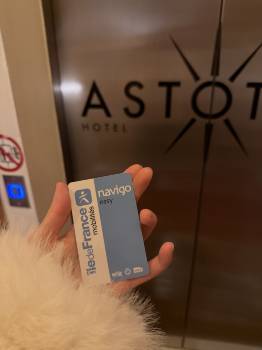 ASTOT
HOTEL
navigo
easy
îledeFrance
mobilités